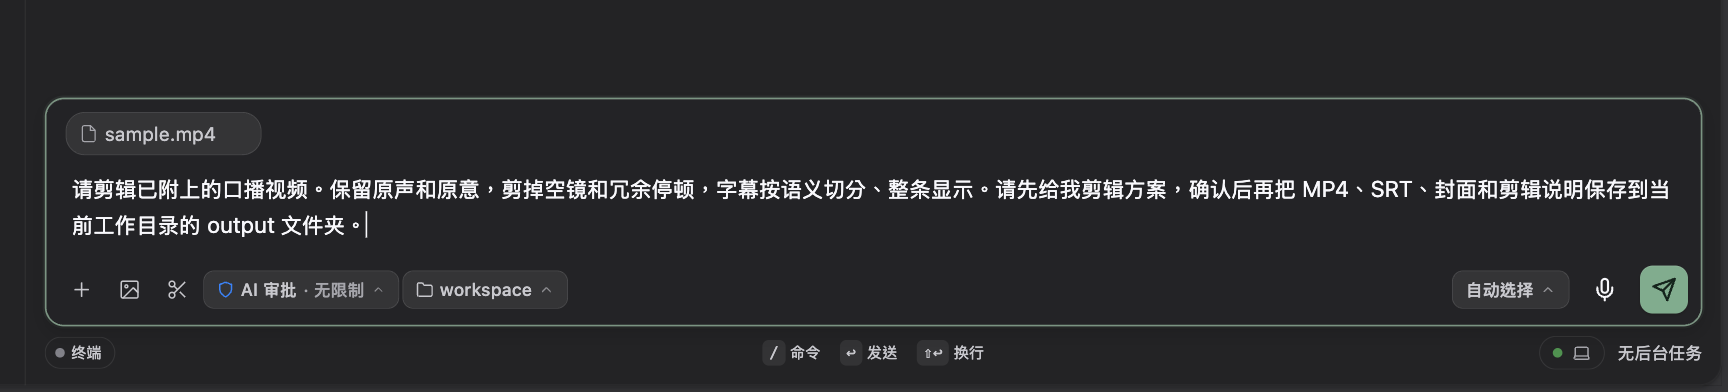 sample.mp4
请剪辑已附上的口播视频。保留原声和原意，剪掉空镜和冗余停顿，字幕按语义切分、整条显示。请先给我剪辑方案，确认后再把 MP4、SRT、封面和剪辑说明保存到当
前工作目录的 output 文件夹。
AI 审批 · 无限制 workspace 自动选择
终端 / 命令 ↩ 发送 ⇧↩ 换行 无后台任务